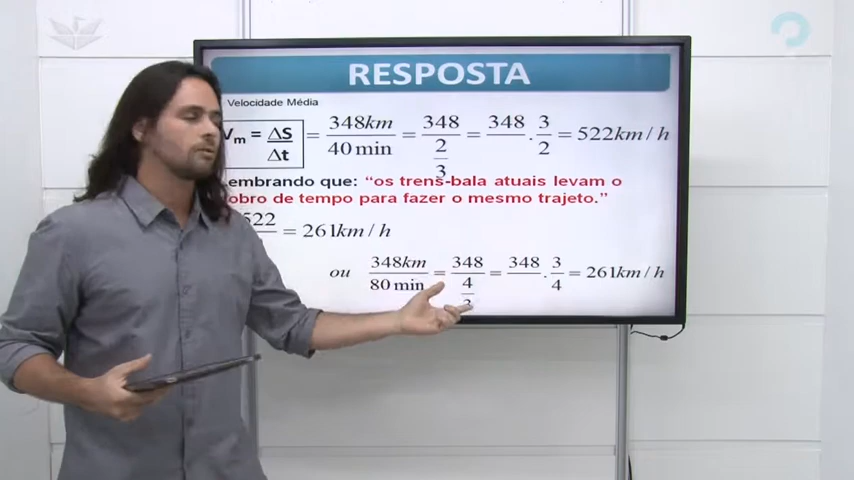 RESPOSTA
Velocidade Média
Vm = ΔS/Δt = 348km/40 min = 348/(2/3) = 348 . 3/2 = 522km/h
embrando que: “os trens-bala atuais levam o
obro de tempo para fazer o mesmo trajeto.”
522 = 261km/h
ou 348km/80 min = 348/(4/3) = 348 . 3/4 = 261km/h